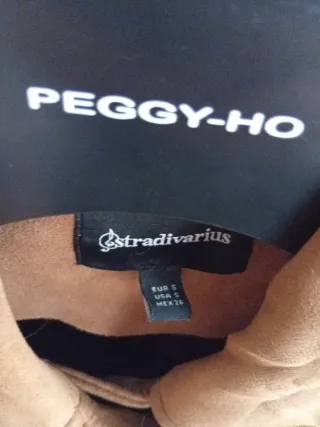 PEGGY-HO
stradivarius
EUR S
USA S
MEX 26